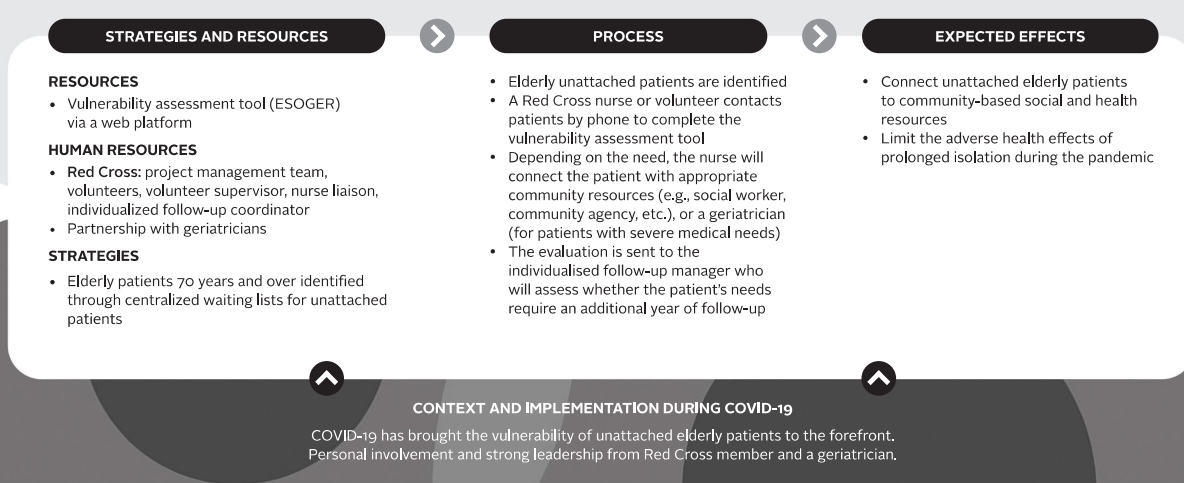 STRATEGIES AND RESOURCES
RESOURCES
• Vulnerability assessment tool (ESOGER)
via a web platform
HUMAN RESOURCES
• Red Cross: project management team,
volunteers, volunteer supervisor, nurse liaison,
individualized follow-up coordinator
• Partnership with geriatricians
STRATEGIES
• Elderly patients 70 years and over identified
through centralized waiting lists for unattached
patients
PROCESS
• Elderly unattached patients are identified
• A Red Cross nurse or volunteer contacts
patients by phone to complete the
vulnerability assessment tool
• Depending on the need, the nurse will
connect the patient with appropriate
community resources (e.g., social worker,
community agency, etc.), or a geriatrician
(for patients with severe medical needs)
• The evaluation is sent to the
individualised follow-up manager who
will assess whether the patient's needs
require an additional year of follow-up
EXPECTED EFFECTS
• Connect unattached elderly patients
to community-based social and health
resources
• Limit the adverse health effects of
prolonged isolation during the pandemic
CONTEXT AND IMPLEMENTATION DURING COVID-19
COVID-19 has brought the vulnerability of unattached elderly patients to the forefront.
Personal involvement and strong leadership from Red Cross member and a geriatrician.